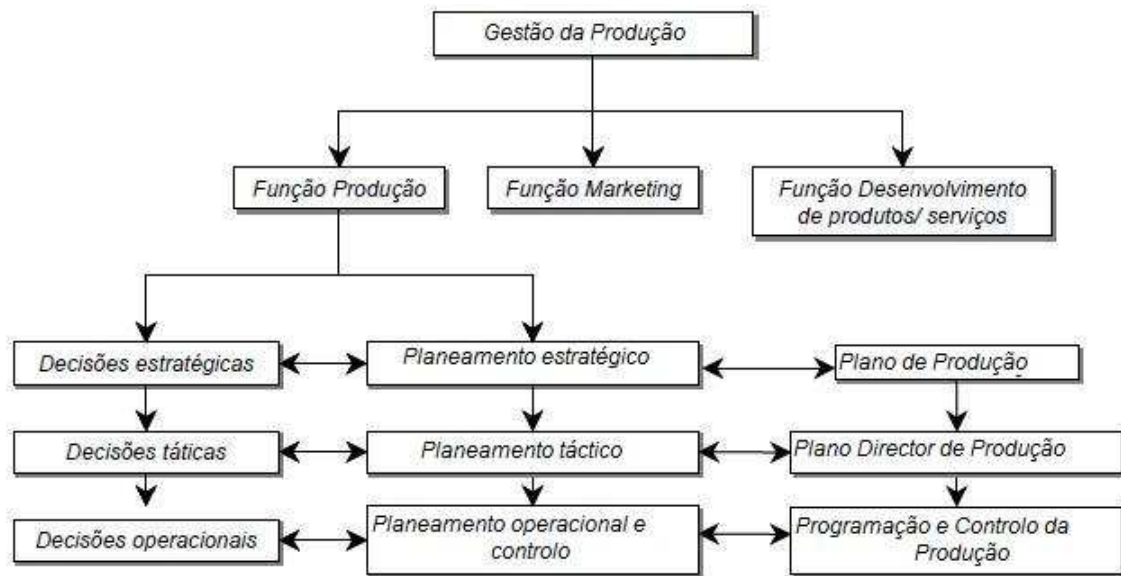 Gestão da Produção
Função Produção
Função Marketing
Função Desenvolvimento
de produtos/ serviços
Decisões estratégicas
Planeamento estratégico
Plano de Produção
Decisões táticas
Planeamento táctico
Plano Director de Produção
Decisões operacionais
Planeamento operacional e
controlo
Programação e Controlo da
Produção